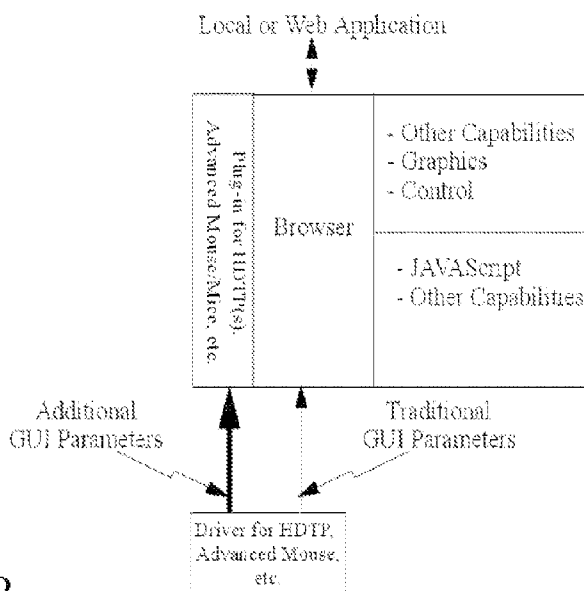 Local or Web Application
Plug-in for HDTP(s),
Advanced Mouse/Mice, etc.
Browser
- Other Capabilities
- Graphics
- Control
- JAVAScript
- Other Capabilities
Additional
GUI Parameters
Traditional
GUI Parameters
Driver for HDTP,
Advanced Mouse,
etc.